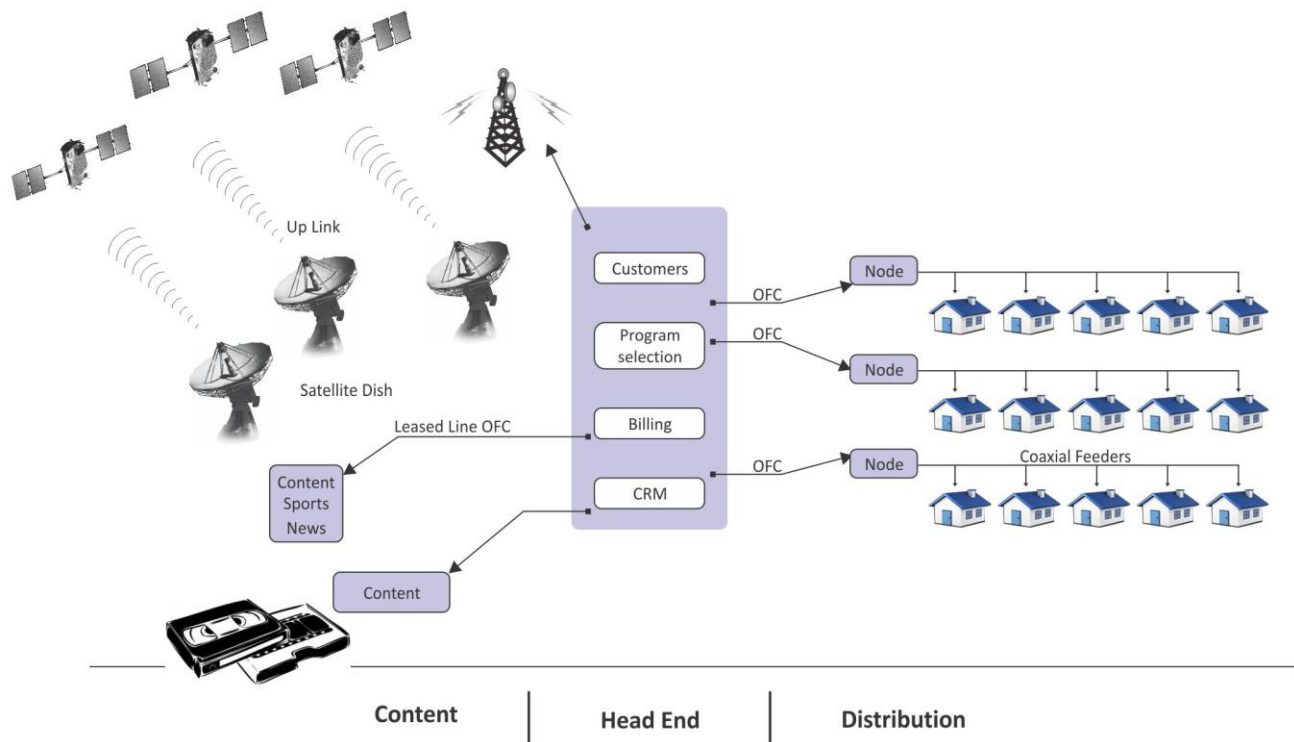 Up Link
Customers
Node
OFC
Program
selection
OFC
Node
Satellite Dish
Leased Line OFC
Billing
Coaxial Feeders
Node
OFC
Content
Sports
News
CRM
Content
Content
Head End
Distribution